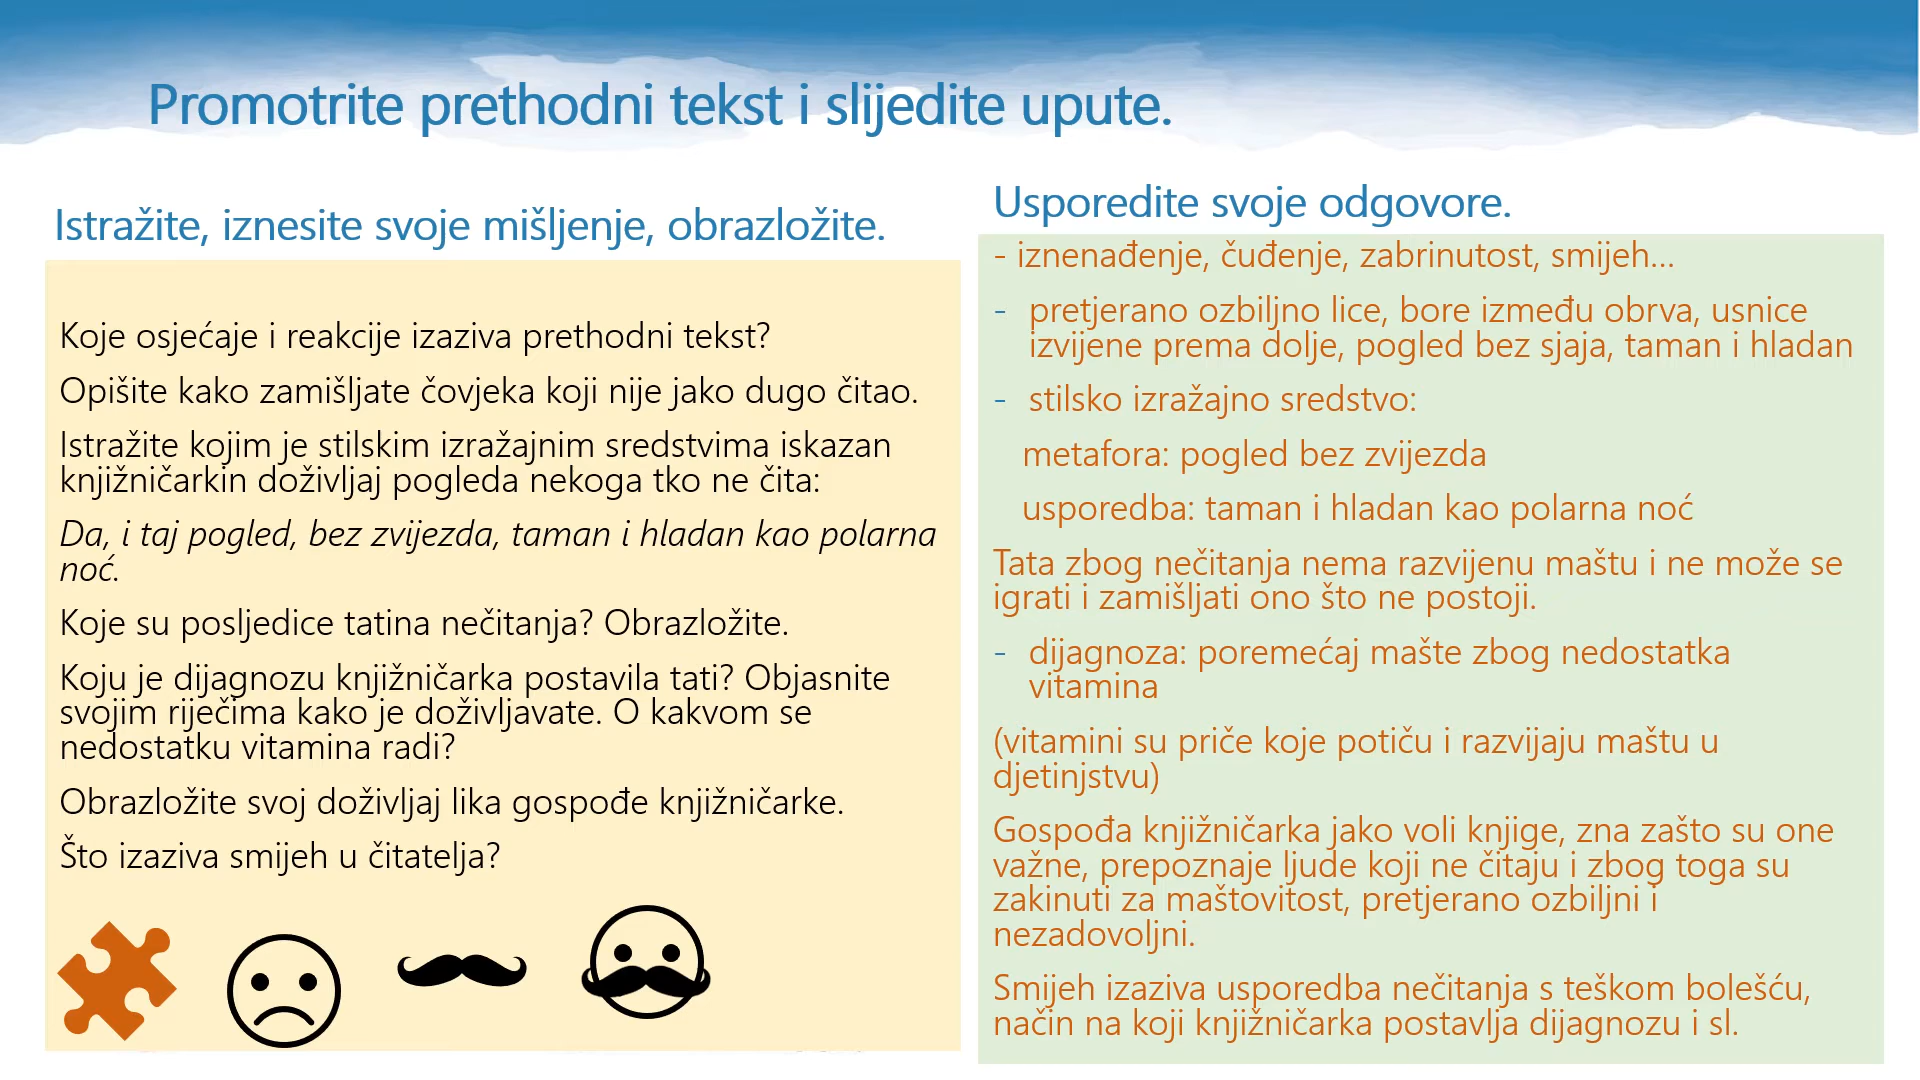 Promotrite prethodni tekst i slijedite upute.
Istražite, iznesite svoje mišljenje, obrazložite.
Koje osjećaje i reakcije izaziva prethodni tekst?
Opišite kako zamišljate čovjeka koji nije jako dugo čitao.
Istražite kojim je stilskim izražajnim sredstvima iskazan
knjižničarkin doživljaj pogleda nekoga tko ne čita:
Da, i taj pogled, bez zvijezda, taman i hladan kao polarna
noć.
Koje su posljedice tatina nečitanja? Obrazložite.
Koju je dijagnozu knjižničarka postavila tati? Objasnite
svojim riječima kako je doživljavate. O kakvom se
nedostatku vitamina radi?
Obrazložite svoj doživljaj lika gospođe knjižničarke.
Što izaziva smijeh u čitatelja?
Usporedite svoje odgovore.
- iznenađenje, čuđenje, zabrinutost, smijeh...
- pretjerano ozbiljno lice, bore između obrva, usnice
izvijene prema dolje, pogled bez sjaja, taman i hladan
- stilsko izražajno sredstvo:
metafora: pogled bez zvijezda
usporedba: taman i hladan kao polarna noć
Tata zbog nečitanja nema razvijenu maštu i ne može se
igrati i zamišljati ono što ne postoji.
- dijagnoza: poremećaj mašte zbog nedostatka
vitamina
(vitamini su priče koje potiču i razvijaju maštu u
djetinjstvu)
Gospođa knjižničarka jako voli knjige, zna zašto su one
važne, prepoznaje ljude koji ne čitaju i zbog toga su
zakinuti za maštovitost, pretjerano ozbiljni i
nezadovoljni.
Smijeh izaziva usporedba nečitanja s teškom bolešću,
način na koji knjižničarka postavlja dijagnozu i sl.